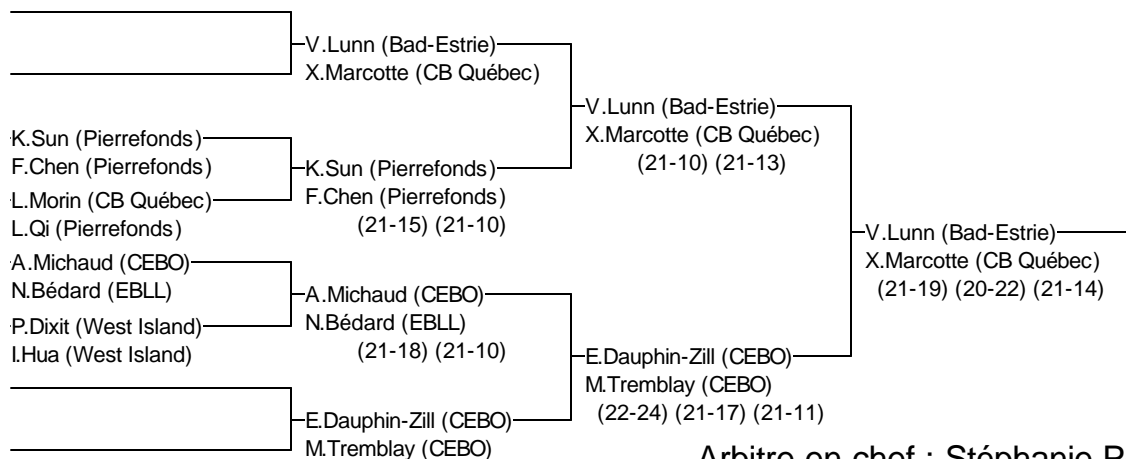 V.Lunn (Bad-Estrie)
X.Marcotte (CB Québec)
K.Sun (Pierrefonds)
F.Chen (Pierrefonds)
L.Morin (CB Québec)
L.Qi (Pierrefonds)
K.Sun (Pierrefonds)
F.Chen (Pierrefonds)
(21-15) (21-10)
V.Lunn (Bad-Estrie)
X.Marcotte (CB Québec)
(21-10) (21-13)
A.Michaud (CEBO)
N.Bédard (EBLL)
P.Dixit (West Island)
I.Hua (West Island)
A.Michaud (CEBO)
N.Bédard (EBLL)
(21-18) (21-10)
E.Dauphin-Zill (CEBO)
M.Tremblay (CEBO)
E.Dauphin-Zill (CEBO)
M.Tremblay (CEBO)
(22-24) (21-17) (21-11)
V.Lunn (Bad-Estrie)
X.Marcotte (CB Québec)
(21-19) (20-22) (21-14)
Arbitre en chef : Stéphanie